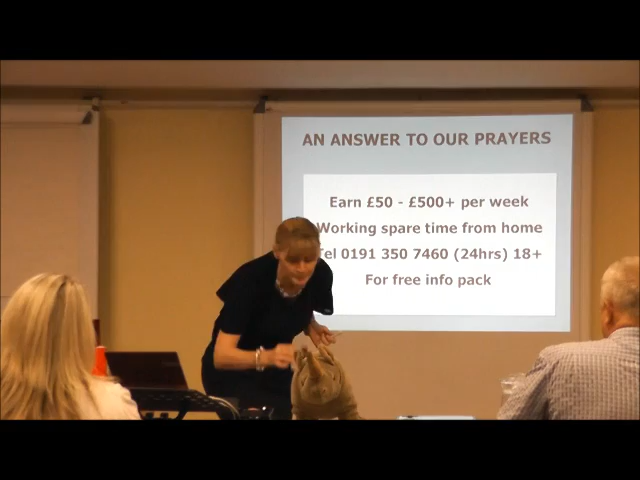 AN ANSWER TO OUR PRAYERS
Earn £50 - £500+ per week
Working spare time from home
Tel 0191 350 7460 (24hrs) 18+
For free info pack